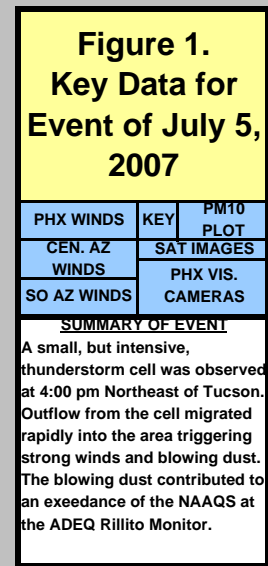 Figure 1.
Key Data for
Event of July 5,
2007
PHX WINDS
KEY
PM10
PLOT
CEN. AZ
WINDS
SAT IMAGES
SO AZ WINDS
PHX VIS.
CAMERAS
SUMMARY OF EVENT
A small, but intensive,
thunderstorm cell was observed
at 4:00 pm Northeast of Tucson.
Outflow from the cell migrated
rapidly into the area triggering
strong winds and blowing dust.
The blowing dust contributed to
an exeedance of the NAAQS at
the ADEQ Rillito Monitor.